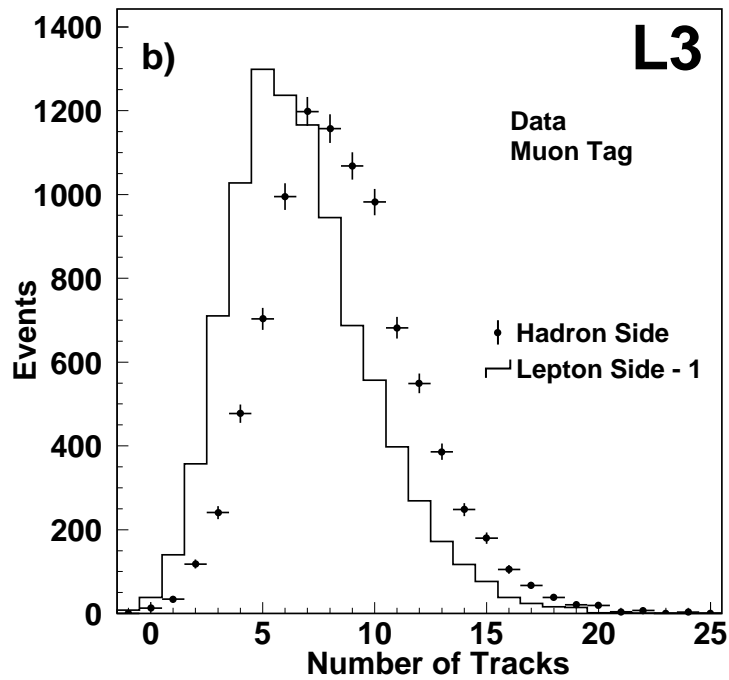 b)
L3
Data
Muon Tag
Hadron Side
Lepton Side - 1
Events
1400
1200
1000
800
600
400
200
0
0 5 10 15 20 25
Number of Tracks